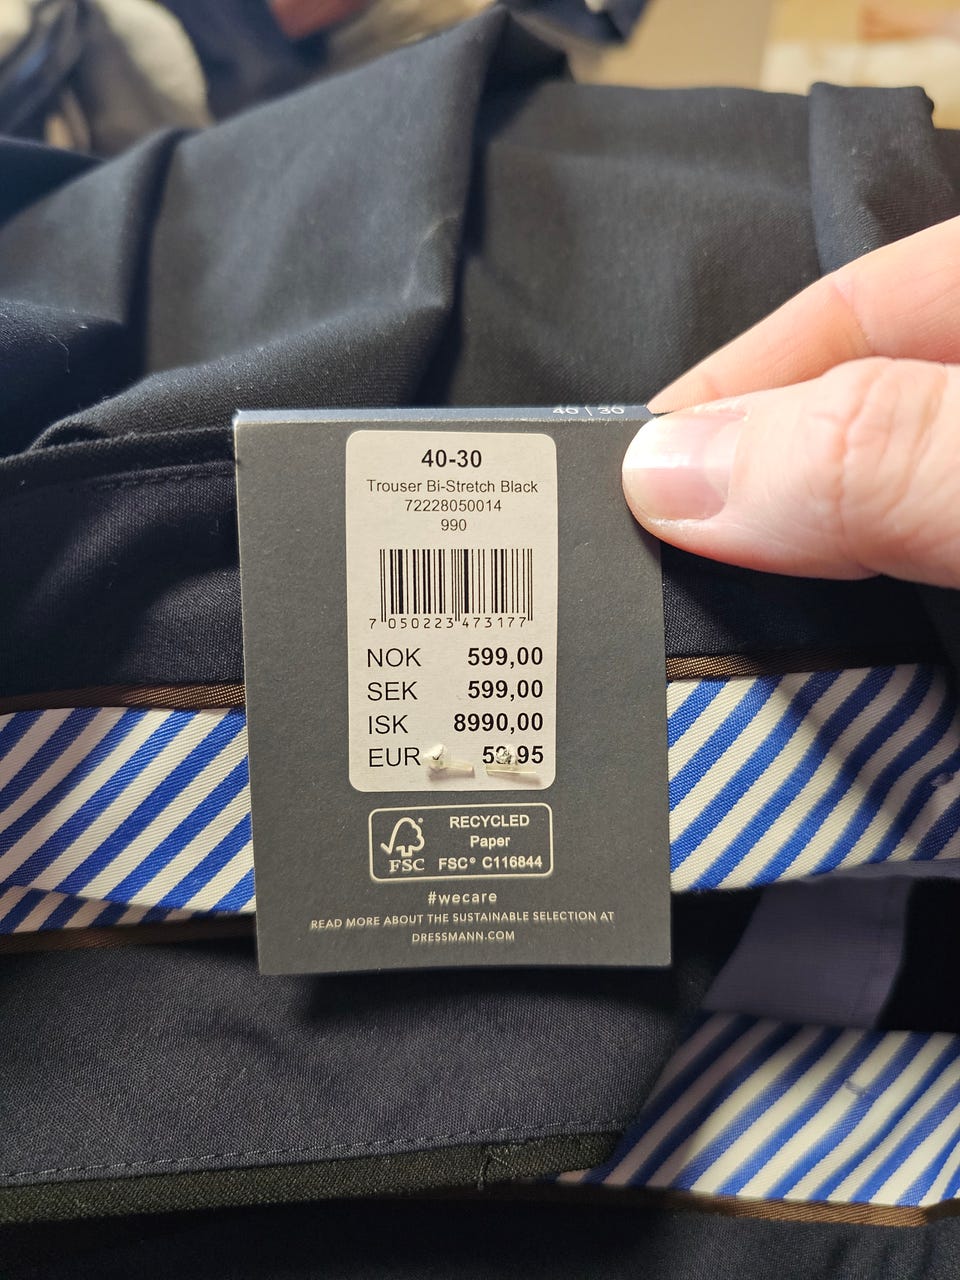 40 \ 30
40-30
Trouser Bi-Stretch Black
72228050014
990
7 050223 473177
NOK 599,00
SEK 599,00
ISK 8990,00
EUR 59,95
FSC®
RECYCLED
Paper
FSC® C116844
#wecare
READ MORE ABOUT THE SUSTAINABLE SELECTION AT
DRESSMANN.COM